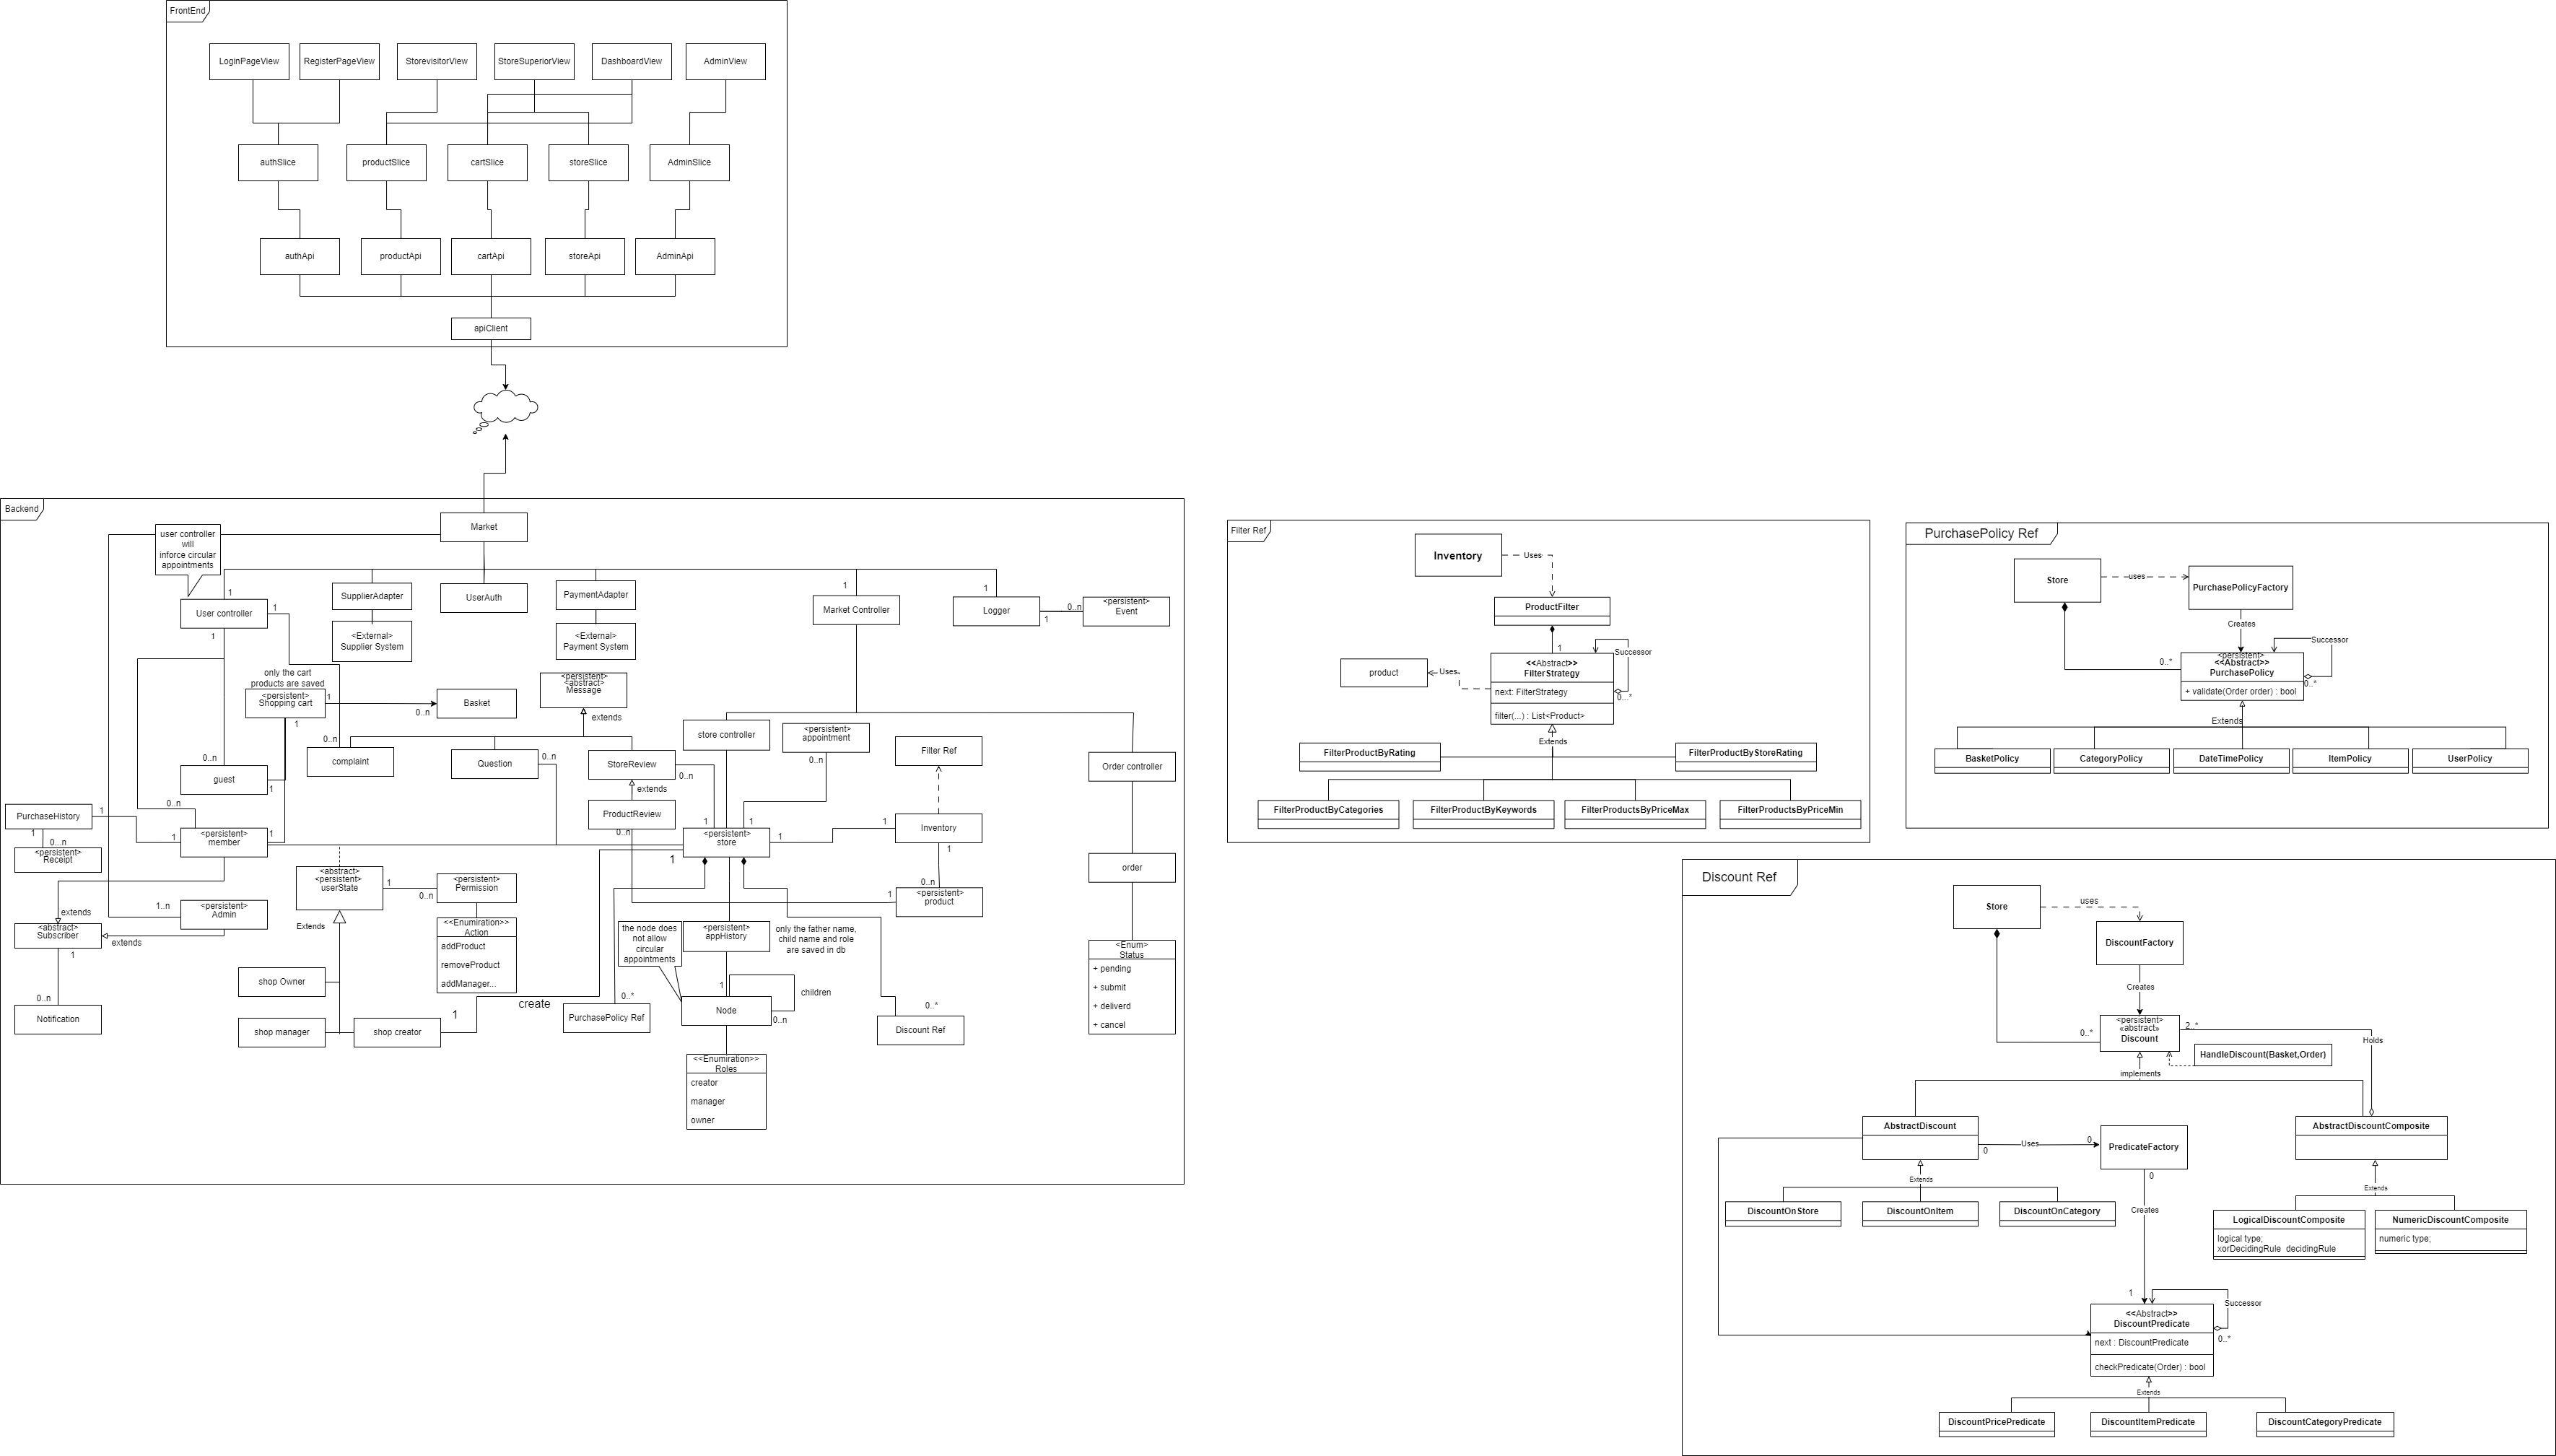 FrontEnd
LoginPageView
RegisterPageView
StorevisitorView
StoreSuperiorView
DashboardView
AdminView
authSlice
productSlice
cartSlice
storeSlice
AdminSlice
authApi
productApi
cartApi
storeApi
AdminApi
apiClient
Backend
Market
user controller
will
inforce circular
appointments
1
User controller
1
1
SupplierAdapter
<External>
Supplier System
UserAuth
PaymentAdapter
<External>
Payment System
1
Market Controller
1
Logger
1
0..n
<persistent>
Event
only the cart
products are saved
<persistent>
Shopping cart
1
1
0..n
Basket
<persistent>
<abstract>
Message
extends
0..n
guest
1
0..n
complaint
Question
0..n
StoreReview
0..n
extends
ProductReview
0..n
store controller
<persistent>
appointment
0..n
Filter Ref
Order controller
PurchaseHistory
1
1
0...n
<persistent>
Receipt
0..n
1
<persistent>
member
1
1
1
<persistent>
store
1
1
1
Inventory
1
0..n
1
<persistent>
product
order
<abstract>
<persistent>
userState
1
0..n
<persistent>
Permission
<<Enumiration>>
Action
addProduct
removeProduct
addManager...
Extends
extends
1..n
<persistent>
Admin
<abstract>
Subscriber
extends
1
0..n
Notification
shop Owner
shop manager
shop creator
1
create
the node does
not allow
circular
appointments
<persistent>
appHistory
only the father name,
child name and role
are saved in db
0..*
PurchasePolicy Ref
1
Node
children
0..n
0..*
Discount Ref
<<Enumiration>>
Roles
creator
manager
owner
<Enum>
Status
+ pending
+ submit
+ deliverd
+ cancel
Filter Ref
Inventory
Uses
ProductFilter
1
Successor
product
Uses
<<Abstract>>
FilterStrategy
next: FilterStrategy
filter(...) : List<Product>
0...*
Extends
FilterProductByRating
FilterProductByStoreRating
FilterProductByCategories
FilterProductByKeywords
FilterProductsByPriceMax
FilterProductsByPriceMin
PurchasePolicy Ref
Store
uses
PurchasePolicyFactory
Creates
Successor
0..*
<persistent>
<<Abstract>>
PurchasePolicy
+ validate(Order order) : bool
0..*
Extends
BasketPolicy
CategoryPolicy
DateTimePolicy
ItemPolicy
UserPolicy
Discount Ref
Store
uses
DiscountFactory
Creates
0..*
<persistent>
«abstract»
Discount
2..*
Holds
HandleDiscount(Basket,Order)
implements
AbstractDiscount
0
Uses
0
PredicateFactory
0
AbstractDiscountComposite
Extends
DiscountOnStore
DiscountOnItem
DiscountOnCategory
Creates
Extends
LogicalDiscountComposite
logical type;
xorDecidingRule decidingRule
NumericDiscountComposite
numeric type;
1
Successor
<<Abstract>>
DiscountPredicate
next : DiscountPredicate
checkPredicate(Order) : bool
0..*
Extends
DiscountPricePredicate
DiscountItemPredicate
DiscountCategoryPredicate